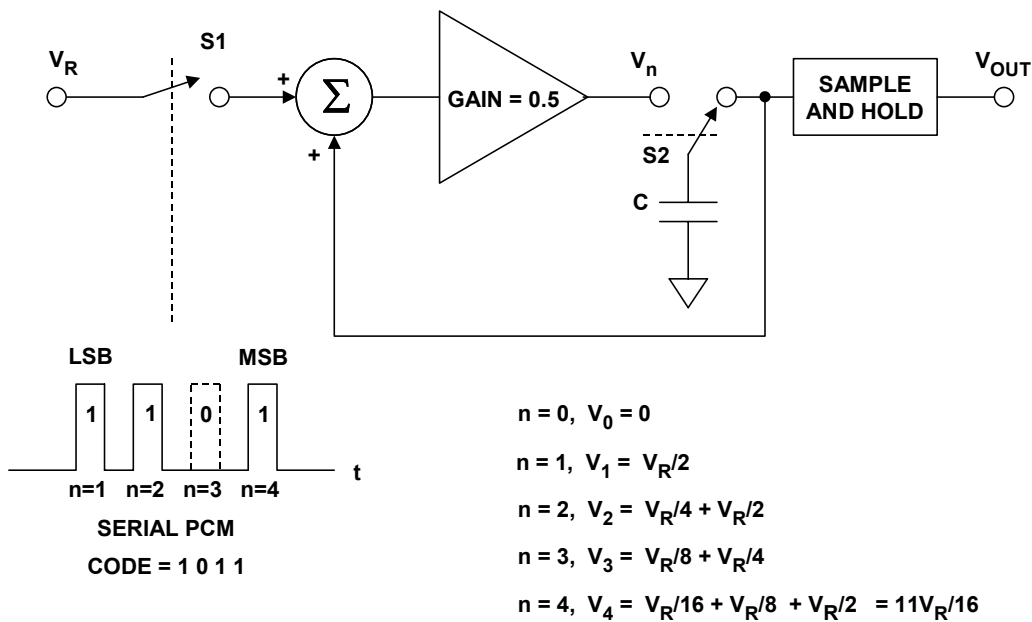 V_R
S1
+
Σ
+
GAIN = 0.5
V_n
S2
C
SAMPLE
AND HOLD
V_OUT
LSB MSB
1 1 0 1
t
n=1 n=2 n=3 n=4
SERIAL PCM
CODE = 1 0 1 1
n = 0, V_0 = 0
n = 1, V_1 = V_R/2
n = 2, V_2 = V_R/4 + V_R/2
n = 3, V_3 = V_R/8 + V_R/4
n = 4, V_4 = V_R/16 + V_R/8 + V_R/2 = 11V_R/16